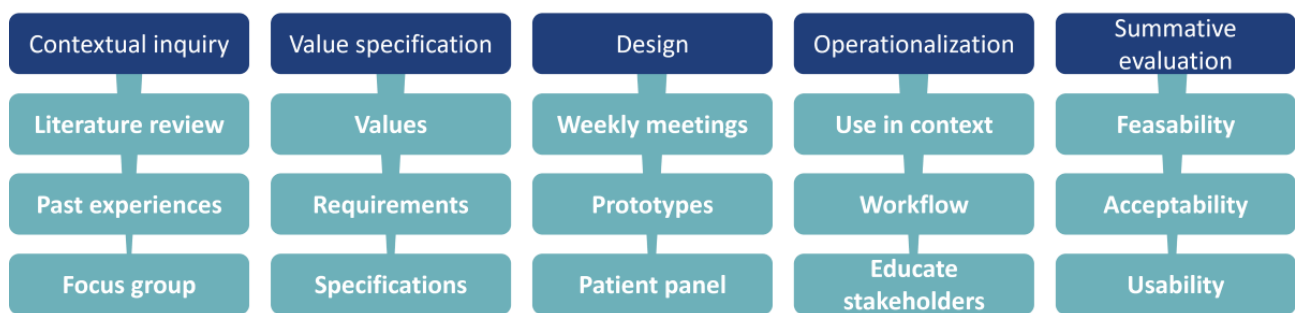 Contextual inquiry
Literature review
Past experiences
Focus group
Value specification
Values
Requirements
Specifications
Design
Weekly meetings
Prototypes
Patient panel
Operationalization
Use in context
Workflow
Educate
stakeholders
Summative
evaluation
Feasability
Acceptability
Usability